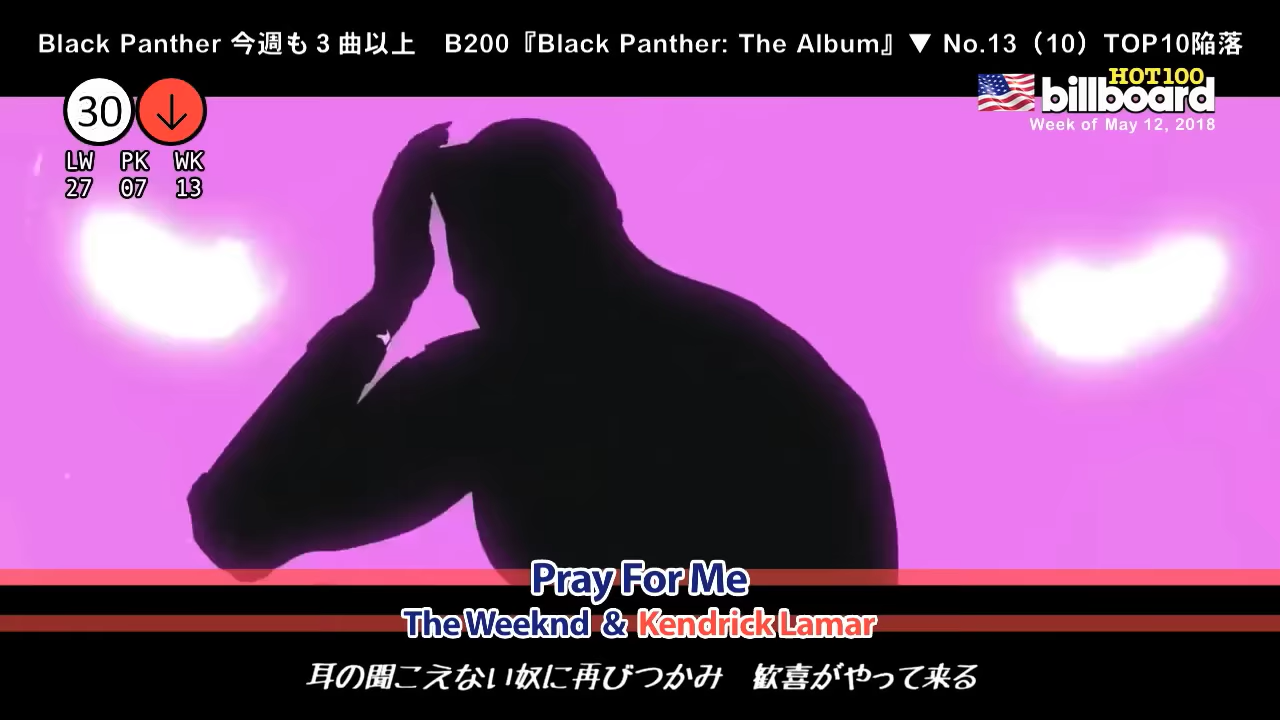 Black Panther 今週も3曲以上 B200『Black Panther: The Album』▼ No.13（10）TOP10陥落
HOT100
billboard
Week of May 12, 2018
30 ↓
LW PK WK
27 07 13
Pray For Me
The Weeknd & Kendrick Lamar
耳の聞こえない奴に再びつかみ 歓喜がやって来る